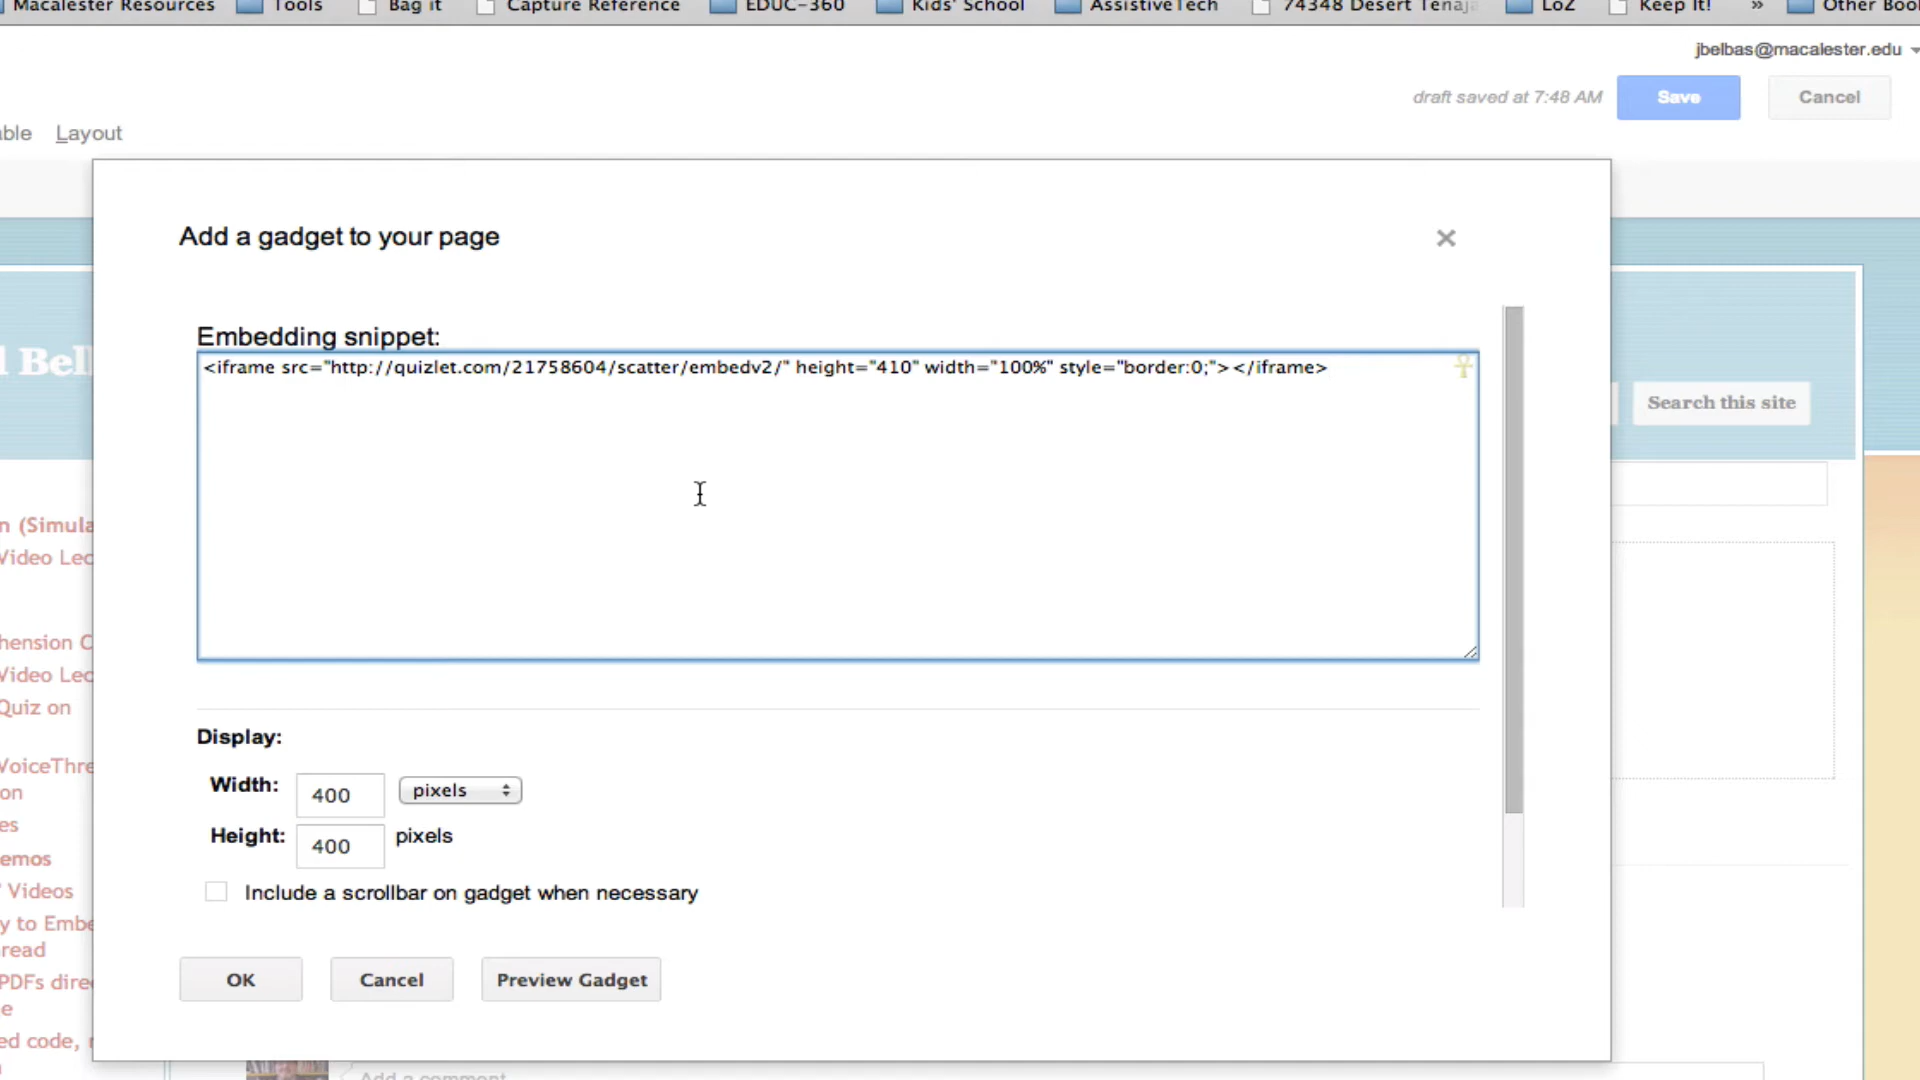 Macalester Resources Tools Bag it Capture Reference EDUC-360 Kids' School AssistiveTech 74348 Desert Tenaja LoZ Keep It! » Other Boo
jbelbas@macalester.edu
draft saved at 7:48 AM Save Cancel
ble Layout
Add a gadget to your page
Embedding snippet:
<iframe src="http://quizlet.com/21758604/scatter/embedv2/" height="410" width="100%" style="border:0;"></iframe>
l Bell
Search this site
n (Simula
Video Lec
hension C
Video Lec
Quiz on
VoiceThre
on
es
emos
' Videos
y to Embe
read
PDFs dire
e
ed code, r
Display:
Width: 400 pixels
Height: 400 pixels
Include a scrollbar on gadget when necessary
OK Cancel Preview Gadget
Add a comment